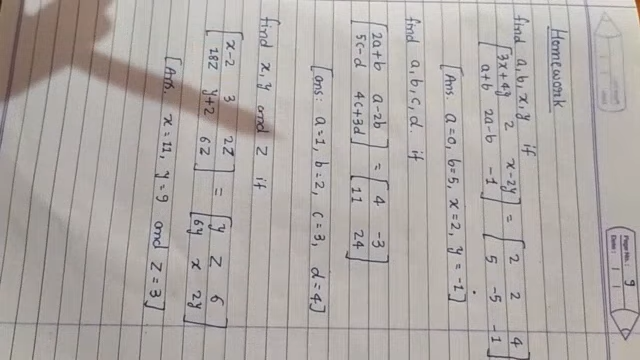 Page No. 9
Date: | |
Homework
find a, b, x, y if
[3x+4y 2 x-2y] = [2 2 4]
[a+b 2a-b -1] [5 -5 -1]
[Ans. a=0, b=5, x=2, y=-1]
find a, b, c, d. if
[2a+b a-2b] = [4 -3]
[5c-d 4c+3d] [11 24]
[ans: a=1, b=2, c=3, d=4]
find x, y and z if
[x-2 3 2z] = [y z 6]
[18z y+2 6z] [6y x 2y]
[Ans. x=11, y=9 and z=3]